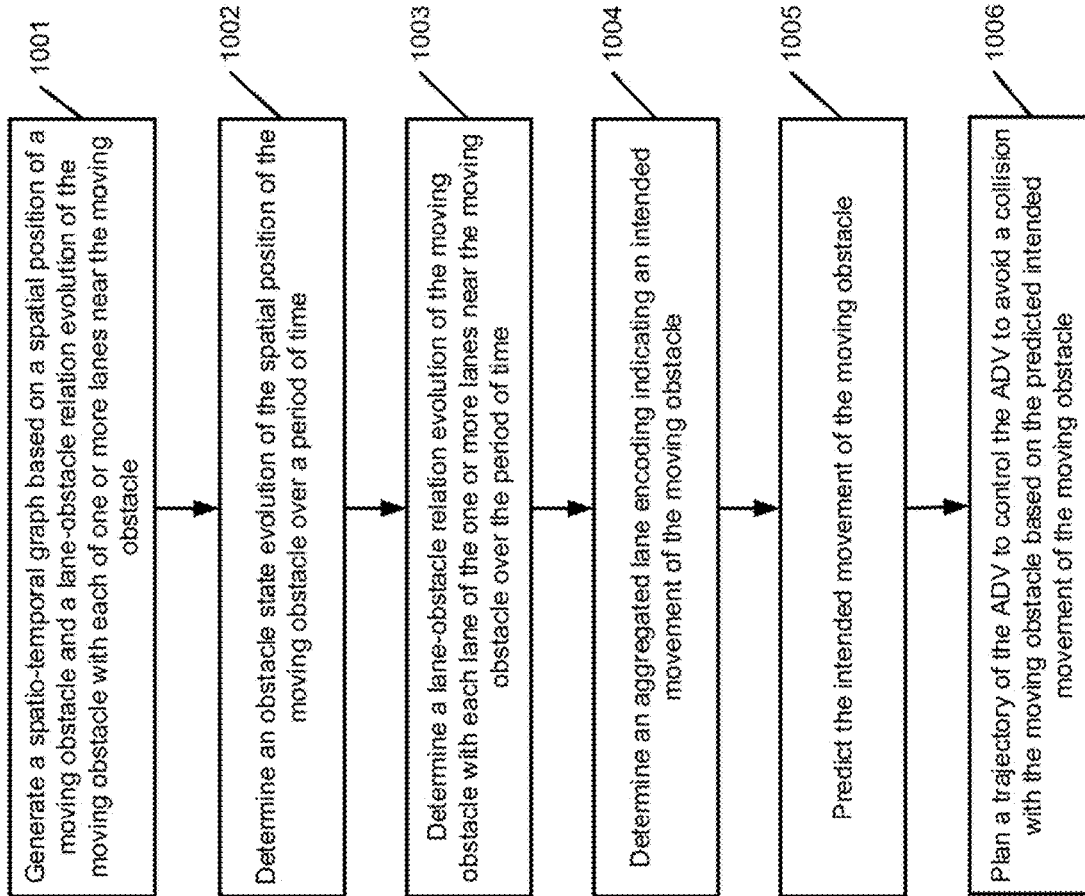 1001
Generate a spatio-temporal graph based on a spatial position of a
moving obstacle and a lane-obstacle relation evolution of the
moving obstacle with each of one or more lanes near the moving
obstacle
1002
Determine an obstacle state evolution of the spatial position of the
moving obstacle over a period of time
1003
Determine a lane-obstacle relation evolution of the moving
obstacle with each lane of the one or more lanes near the moving
obstacle over the period of time
1004
Determine an aggregated lane encoding indicating an intended
movement of the moving obstacle
1005
Predict the intended movement of the moving obstacle
1006
Plan a trajectory of the ADV to control the ADV to avoid a collision
with the moving obstacle based on the predicted intended
movement of the moving obstacle